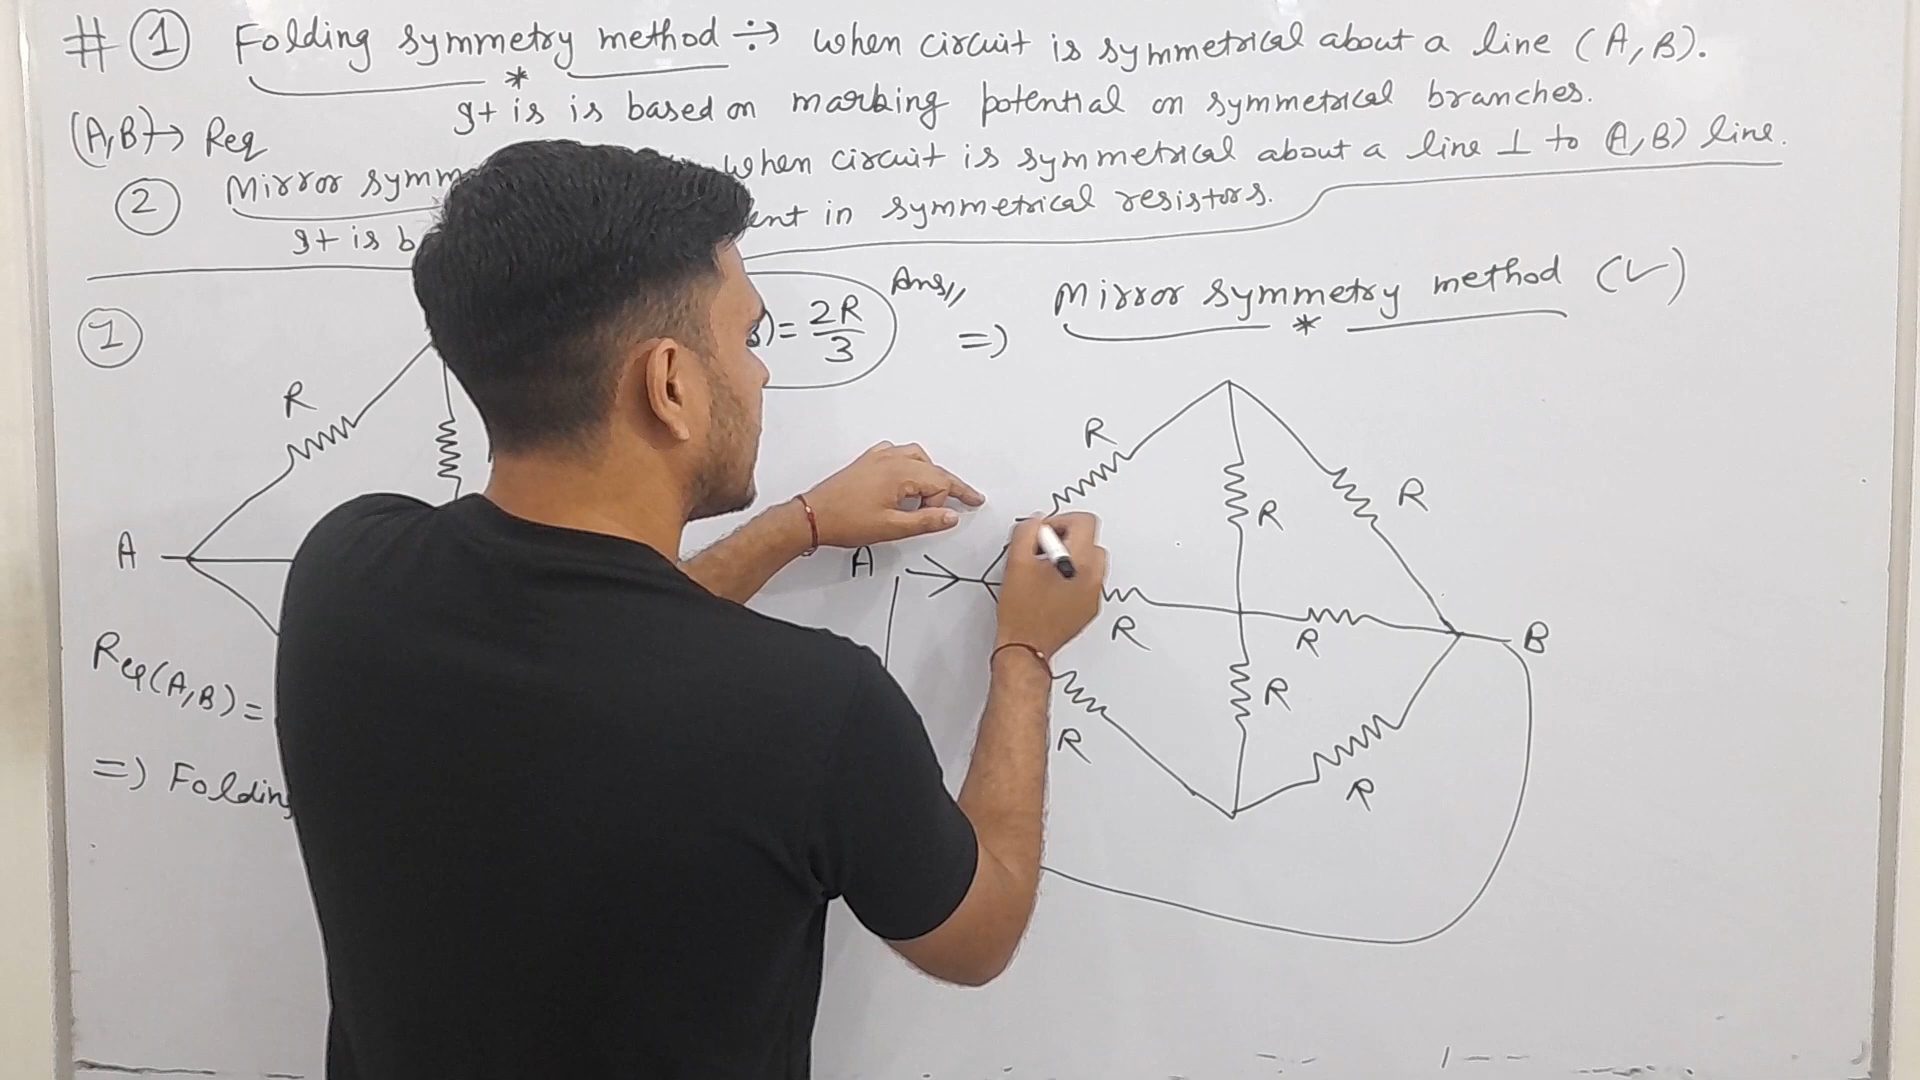 # ① Folding symmetry method ÷> when circuit is symmetrical about a line (A,B).
*
It is is based on marking potential on symmetrical branches.
(A,B)→ Req
② Mirror symm when circuit is symmetrical about a line ⊥ to (A,B) line.
It is b ent in symmetrical resistors.
① )= 2R/3 Ans,,
=> Mirror symmetry method (✓)
*
R
A
Req(A,B)=
=> Folding
R
R
R
A
R
R
B
R
R
R